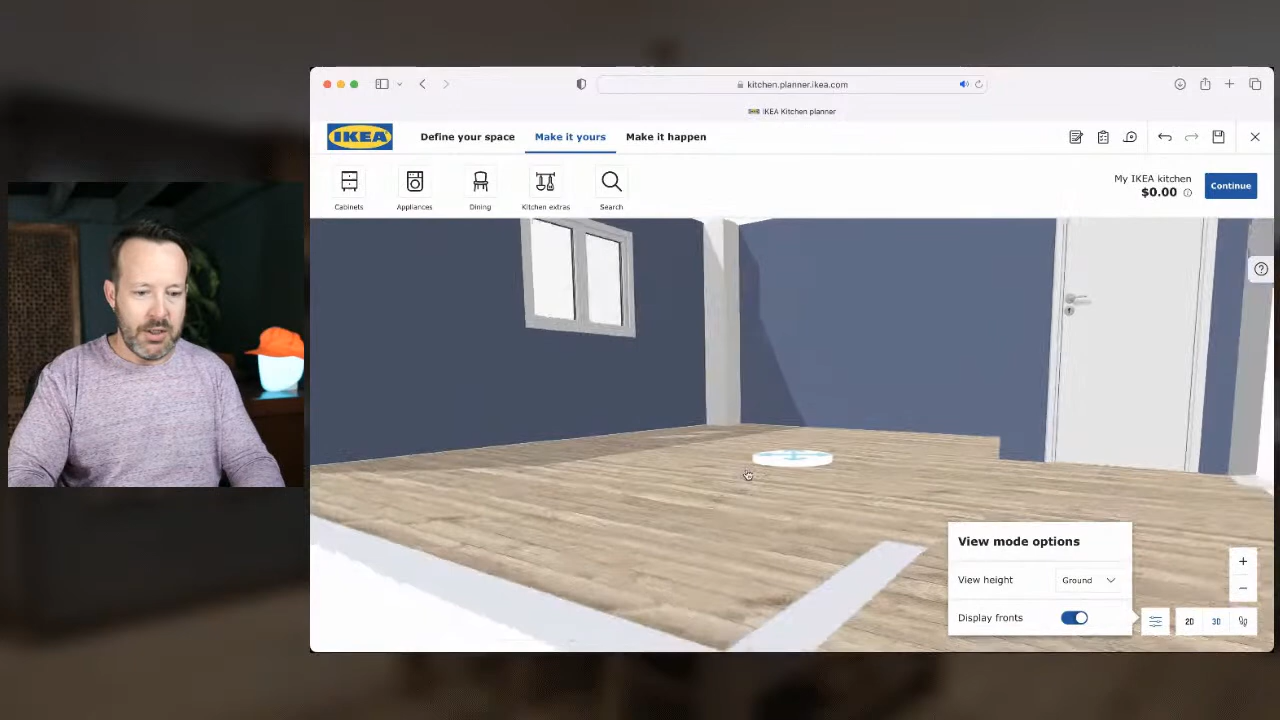 kitchen.planner.ikea.com
IKEA Kitchen planner
IKEA
Define your space
Make it yours
Make it happen
Cabinets
Appliances
Dining
Kitchen extras
Search
My IKEA kitchen
$0.00
Continue
View mode options
View height
Ground
Display fronts
2D
3D